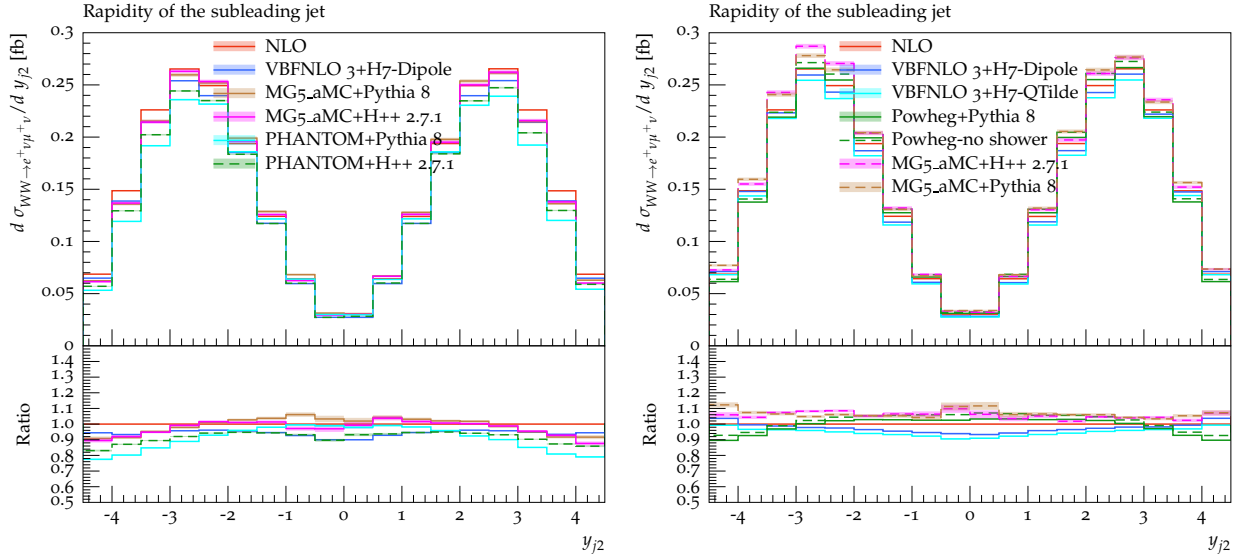 Rapidity of the subleading jet
NLO
VBFNLO 3+H7-Dipole
MG5_aMC+Pythia 8
MG5_aMC+H++ 2.7.1
PHANTOM+Pythia 8
PHANTOM+H++ 2.7.1
0
0.05
0.1
0.15
0.2
0.25
0.3
d σ_{WW→e⁺νμ⁺ν}/d y_{j2} [fb]
0.5
0.6
0.7
0.8
0.9
1.0
1.1
1.2
1.3
1.4
Ratio
-4 -3 -2 -1 0 1 2 3 4
y_{j2}
Rapidity of the subleading jet
NLO
VBFNLO 3+H7-Dipole
VBFNLO 3+H7-QTilde
Powheg+Pythia 8
Powheg-no shower
MG5_aMC+H++ 2.7.1
MG5_aMC+Pythia 8
0
0.05
0.1
0.15
0.2
0.25
0.3
d σ_{WW→e⁺νμ⁺ν}/d y_{j2} [fb]
0.5
0.6
0.7
0.8
0.9
1.0
1.1
1.2
1.3
1.4
Ratio
-4 -3 -2 -1 0 1 2 3 4
y_{j2}